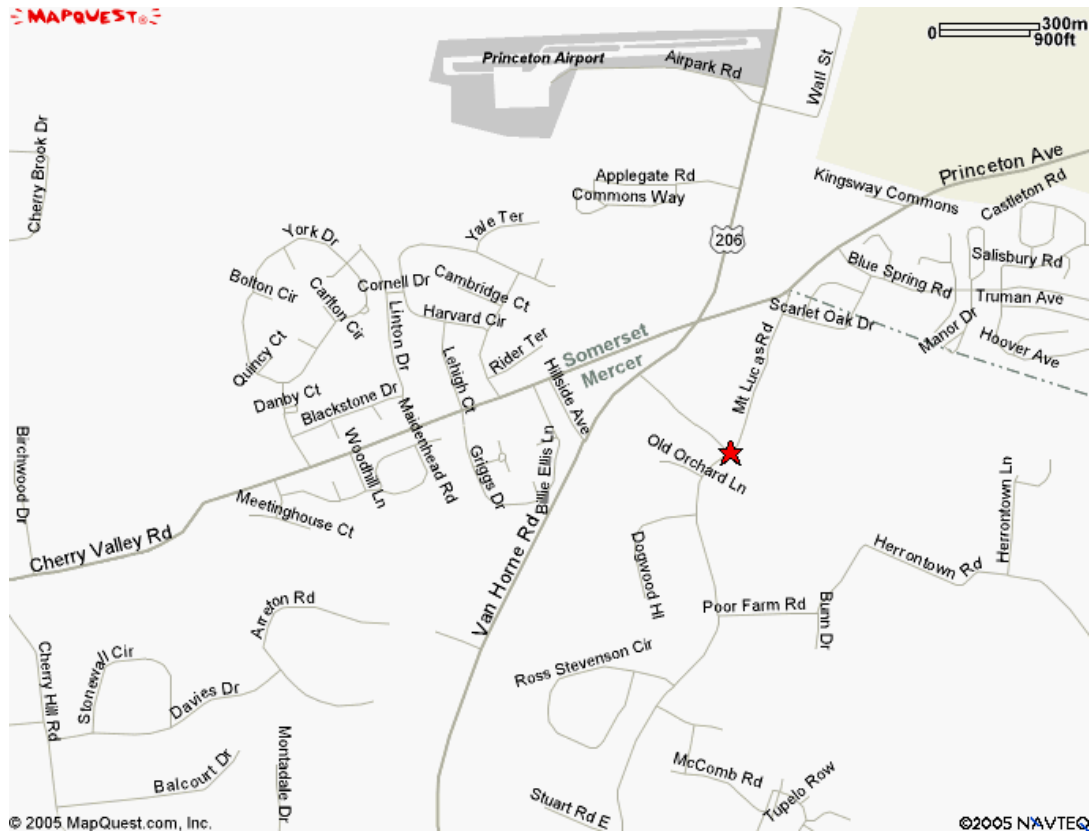 MAPQUEST®
0 300m
900ft
Princeton Airport
Airpark Rd
Wall St
Cherry Brook Dr
Princeton Ave
Applegate Rd
Commons Way
Kingsway Commons
Castleton Rd
Yale Ter
York Dr
206
Salisbury Rd
Blue Spring Rd
Bolton Cir
Cornell Dr
Cambridge Ct
Carlton Cir
Truman Ave
Harvard Cir
Linton Dr
Scarlet Oak Dr
Manor Dr
Hoover Ave
Quincy Ct
Rider Ter
Somerset
Mercer
Lehigh Ct
Hillside Ave
Mt Lucas Rd
Danby Ct
Blackstone Dr
Maidenhead Rd
Birchwood Dr
Woodhill Ln
Griggs Dr
Billie Ellis Ln
Old Orchard Ln
Meetinghouse Ct
Herrontown Ln
Cherry Valley Rd
Van Horne Rd
Dogwood Hl
Herrontown Rd
Arreton Rd
Poor Farm Rd
Bunn Dr
Cherry Hill Rd
Stonewall Cir
Davies Dr
Ross Stevenson Cir
Montadale Dr
Balcourt Dr
McComb Rd
Tupelo Row
Stuart Rd E
© 2005 MapQuest.com, Inc.
©2005 NAVTEQ